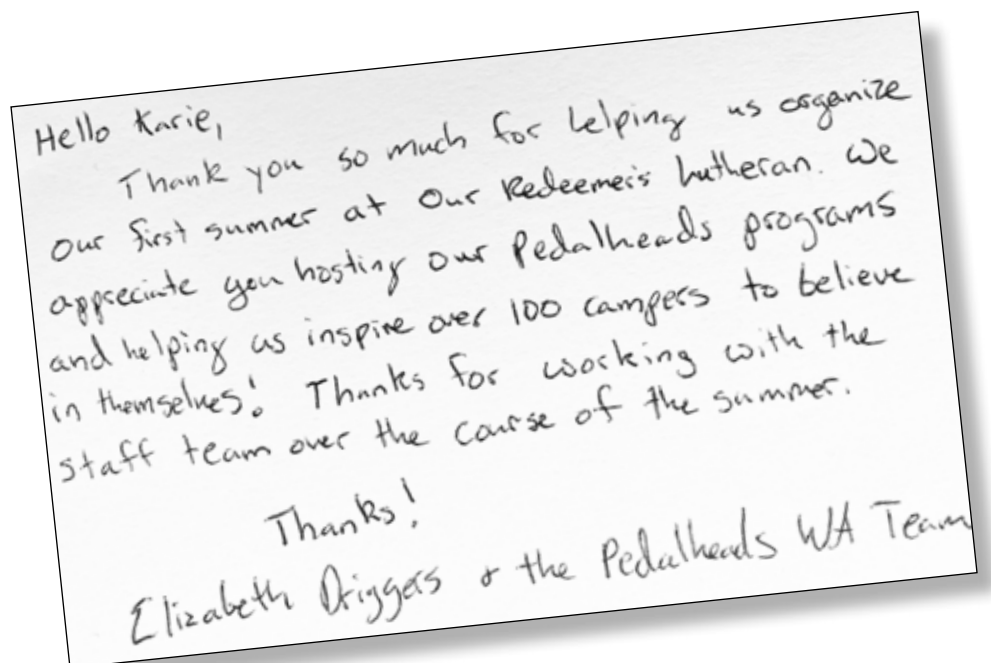 Hello Karie,
Thank you so much for helping us organize
our first summer at Our Redeemer's Lutheran. We
appreciate you hosting our Pedalheads programs
and helping us inspire over 100 campers to believe
in themselves! Thanks for working with the
staff team over the course of the summer.
Thanks!
Elizabeth Driggers & the Pedalheads WA Team